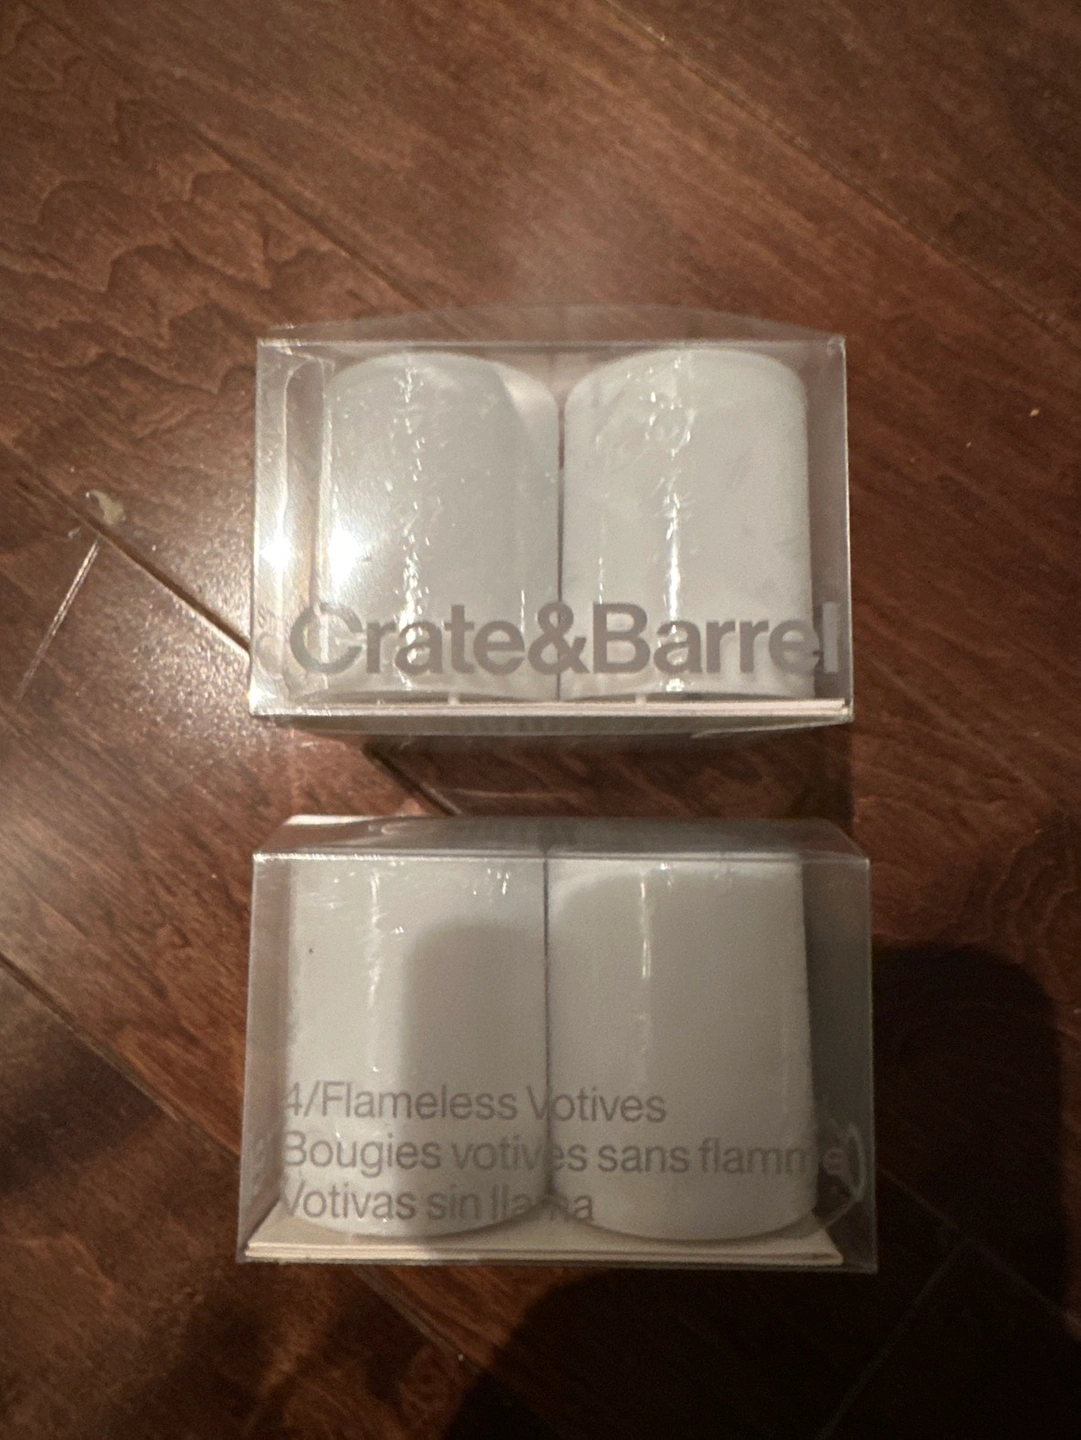 Crate&Barrel
4/Flameless Votives
Bougies votives sans flamme
Votivas sin llama